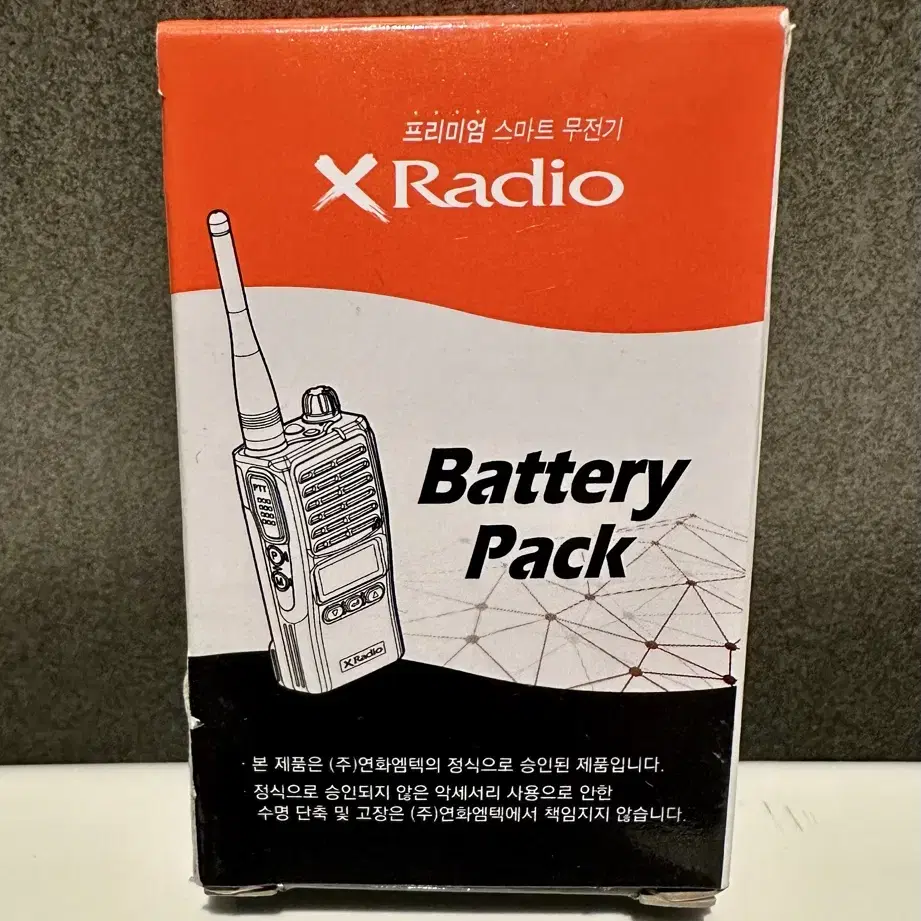 프리미엄 스마트 무전기
XRadio
Battery
Pack
PTT
XRadio
· 본 제품은 (주)연화엠텍의 정식으로 승인된 제품입니다.
· 정식으로 승인되지 않은 악세서리 사용으로 안한
수명 단축 및 고장은 (주)연화엠텍에서 책임지지 않습니다.